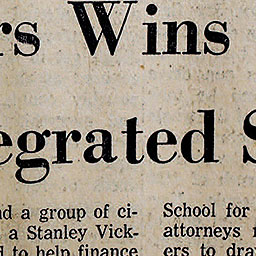 rs Wins
egrated S
nd a group of ci-
a Stanley Vick-
d to help finance
School for
attorneys
ers to dra